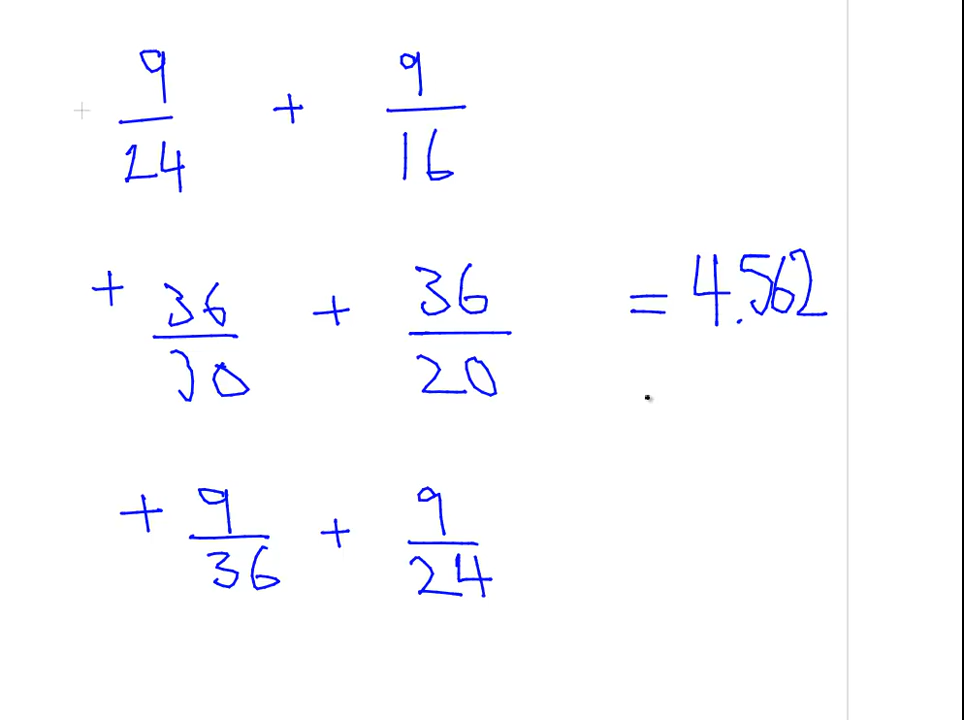 9/24 + 9/16
+ 36/30 + 36/20 = 4.562
+ 9/36 + 9/24